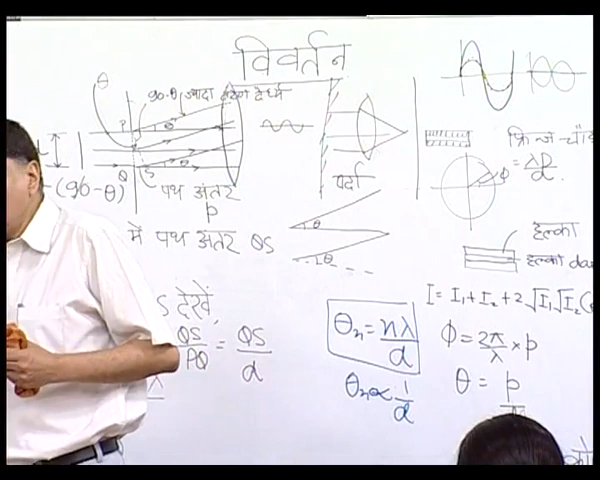 विवर्तन
θ
90-θ ज्यादा
P
θ
Q
S
-(90-θ)
पथ अंतर
p
में पथ अंतर QS
पर्दा
θ
θ
S देखें
QS/PQ = QS/d
λ
θn = nλ/d
θn ∝ 1/d
फ्रिन्ज चौ
= λD/d
ϕ
हल्का
हल्का da
I = I₁ + I₂ + 2√I₁√I₂(
Φ = 2π/λ × p
θ = p